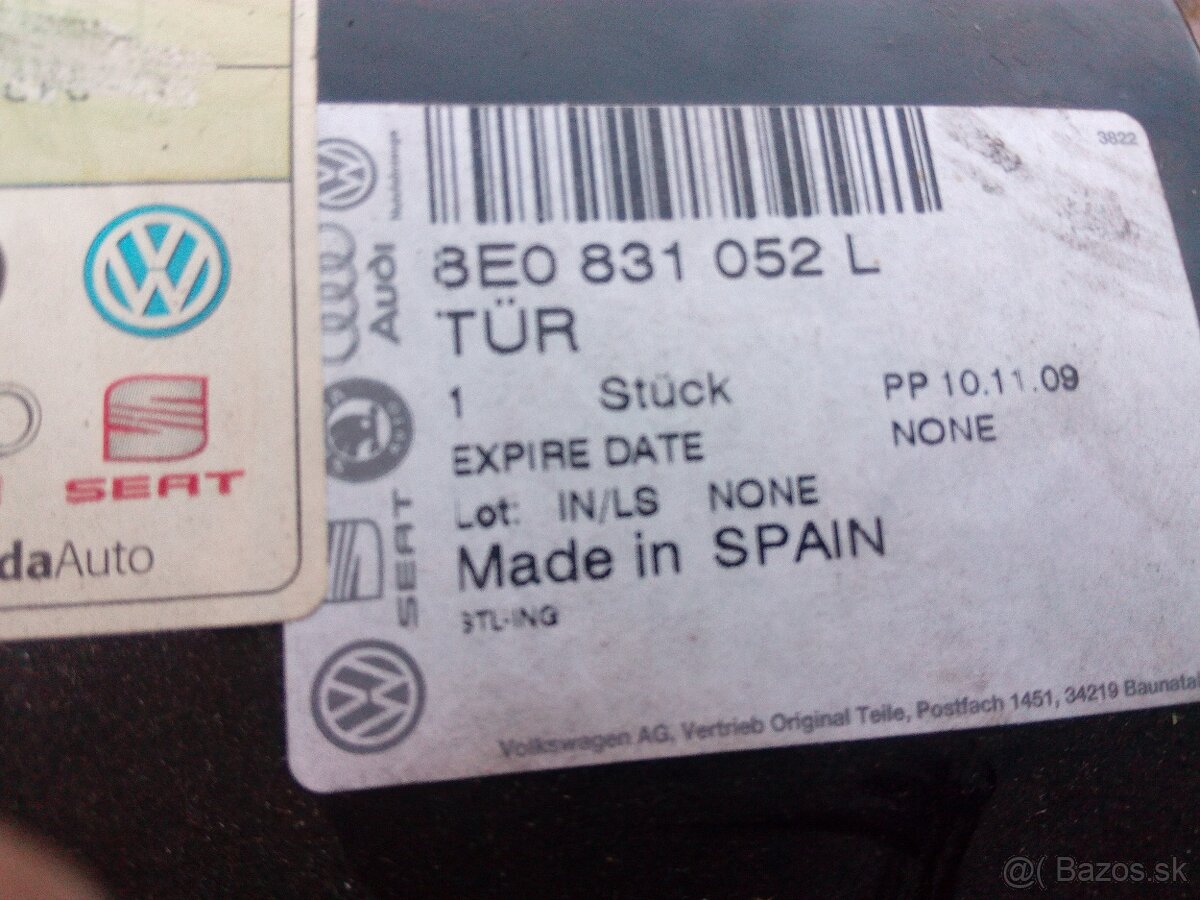 3822
8E0 831 052 L
TÜR
1 Stück PP 10.11.09
EXPIRE DATE NONE
Lot: IN/LS NONE
Made in SPAIN
STL-ING
Volkswagen AG, Vertrieb Original Teile, Postfach 1451, 34219 Baunatal
Audi
SEAT
SEAT
daAuto
@( Bazos.sk